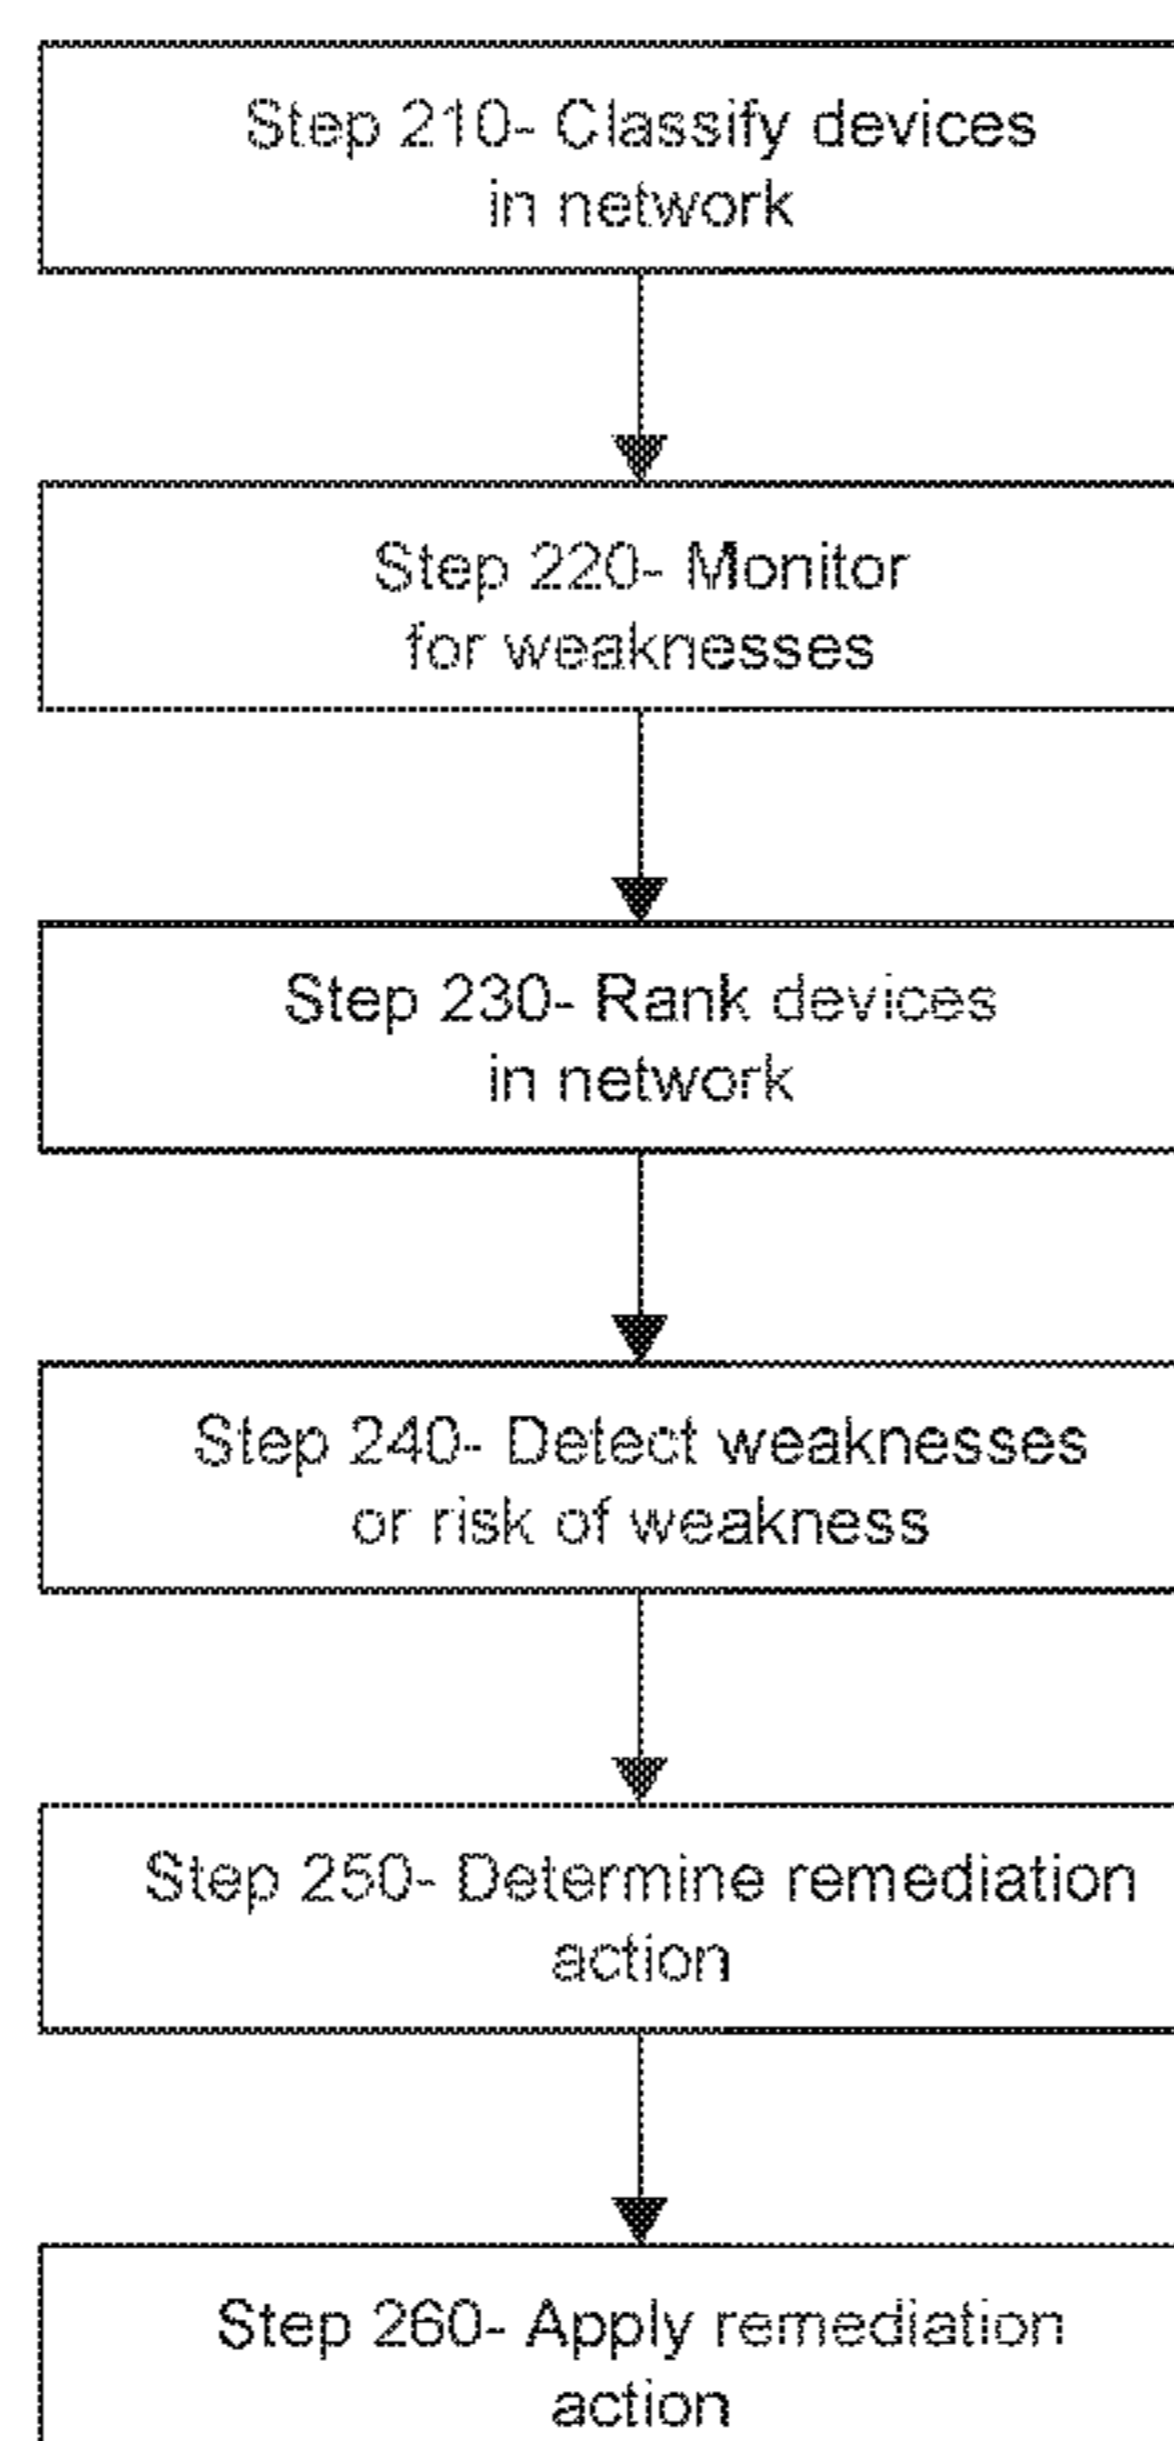 Step 210- Classify devices
in network
Step 220- Monitor
for weaknesses
Step 230- Rank devices
in network
Step 240- Detect weaknesses
or risk of weakness
Step 250- Determine remediation
action
Step 260- Apply remediation
action